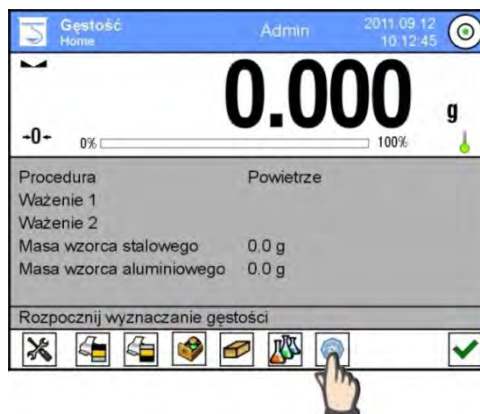 Gęstość Admin 2011.09.12
Home 10:12:45
0.000 g
→0← 0% 100%
Procedura Powietrze
Ważenie 1
Ważenie 2
Masa wzorca stalowego 0.0 g
Masa wzorca aluminiowego 0.0 g
Rozpocznij wyznaczanie gęstości